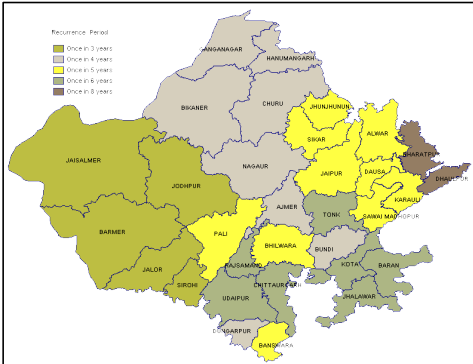 Recurrence Period
Once in 3 years
Once in 4 years
Once in 5 years
Once in 6 years
Once in 8 years
GANGANAGAR
HANUMANGARH
BIKANER
CHURU
JHUNJHUNUN
SIKAR
ALWAR
BHARATPUR
JAISALMER
JODHPUR
NAGAUR
JAIPUR
DAUSA
DHAULPUR
KARAULI
AJMER
TONK
SAWAI MADHOPUR
BARMER
PALI
BHILWARA
BUNDI
JALOR
RAJSAMAND
KOTA
BARAN
SIROHI
UDAIPUR
CHITTAURGARH
JHALAWAR
DUNGARPUR
BANSWARA